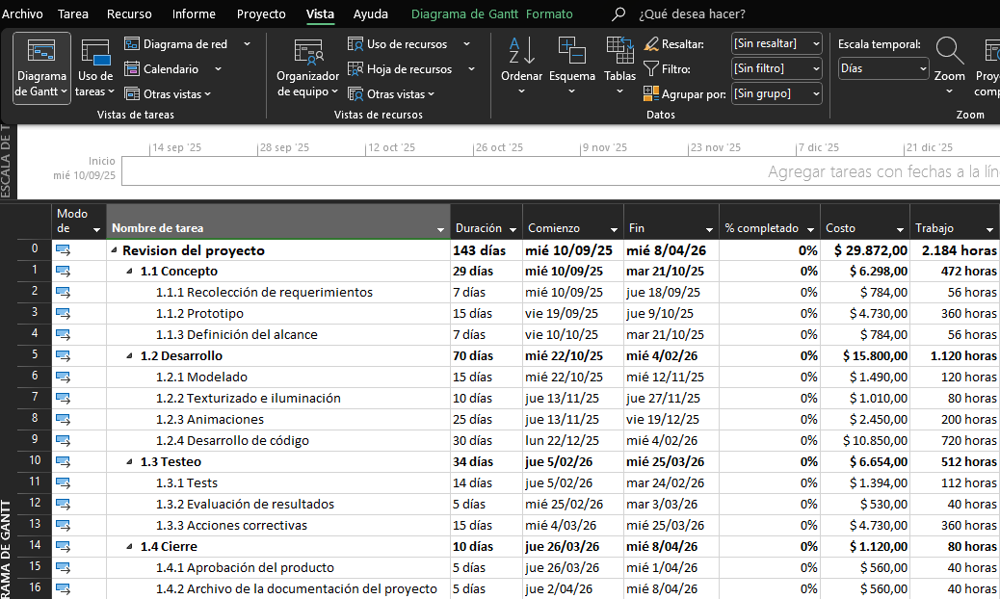 Archivo Tarea Recurso Informe Proyecto Vista Ayuda Diagrama de Gantt Formato ¿Qué desea hacer?
Diagrama de Gantt
Uso de tareas
Diagrama de red
Calendario
Otras vistas
Vistas de tareas
Organizador de equipo
Uso de recursos
Hoja de recursos
Otras vistas
Vistas de recursos
Ordenar
Esquema
Tablas
Resaltar: [Sin resaltar]
Filtro: [Sin filtro]
Agrupar por: [Sin grupo]
Datos
Escala temporal:
Días
Zoom
Zoom
ESCALA DE T
14 sep '25 28 sep '25 12 oct '25 26 oct '25 9 nov '25 23 nov '25 7 dic '25 21 dic '25
Inicio
mié 10/09/25
Agregar tareas con fechas a la lín
RAMA DE GANTT
Modo de Nombre de tarea Duración Comienzo Fin % completado Costo Trabajo
0 Revision del proyecto 143 días mié 10/09/25 mié 8/04/26 0% $ 29.872,00 2.184 horas
1 1.1 Concepto 29 días mié 10/09/25 mar 21/10/25 0% $ 6.298,00 472 horas
2 1.1.1 Recolección de requerimientos 7 días mié 10/09/25 jue 18/09/25 0% $ 784,00 56 horas
3 1.1.2 Prototipo 15 días vie 19/09/25 jue 9/10/25 0% $ 4.730,00 360 horas
4 1.1.3 Definición del alcance 7 días vie 10/10/25 mar 21/10/25 0% $ 784,00 56 horas
5 1.2 Desarrollo 70 días mié 22/10/25 mié 4/02/26 0% $ 15.800,00 1.120 horas
6 1.2.1 Modelado 15 días mié 22/10/25 mié 12/11/25 0% $ 1.490,00 120 horas
7 1.2.2 Texturizado e iluminación 10 días jue 13/11/25 jue 27/11/25 0% $ 1.010,00 80 horas
8 1.2.3 Animaciones 25 días jue 13/11/25 vie 19/12/25 0% $ 2.450,00 200 horas
9 1.2.4 Desarrollo de código 30 días lun 22/12/25 mié 4/02/26 0% $ 10.850,00 720 horas
10 1.3 Testeo 34 días jue 5/02/26 mié 25/03/26 0% $ 6.654,00 512 horas
11 1.3.1 Tests 14 días jue 5/02/26 mar 24/02/26 0% $ 1.394,00 112 horas
12 1.3.2 Evaluación de resultados 5 días mié 25/02/26 mar 3/03/26 0% $ 530,00 40 horas
13 1.3.3 Acciones correctivas 15 días mié 4/03/26 mié 25/03/26 0% $ 4.730,00 360 horas
14 1.4 Cierre 10 días jue 26/03/26 mié 8/04/26 0% $ 1.120,00 80 horas
15 1.4.1 Aprobación del producto 5 días jue 26/03/26 mié 1/04/26 0% $ 560,00 40 horas
16 1.4.2 Archivo de la documentación del proyecto 5 días jue 2/04/26 mié 8/04/26 0% $ 560,00 40 horas